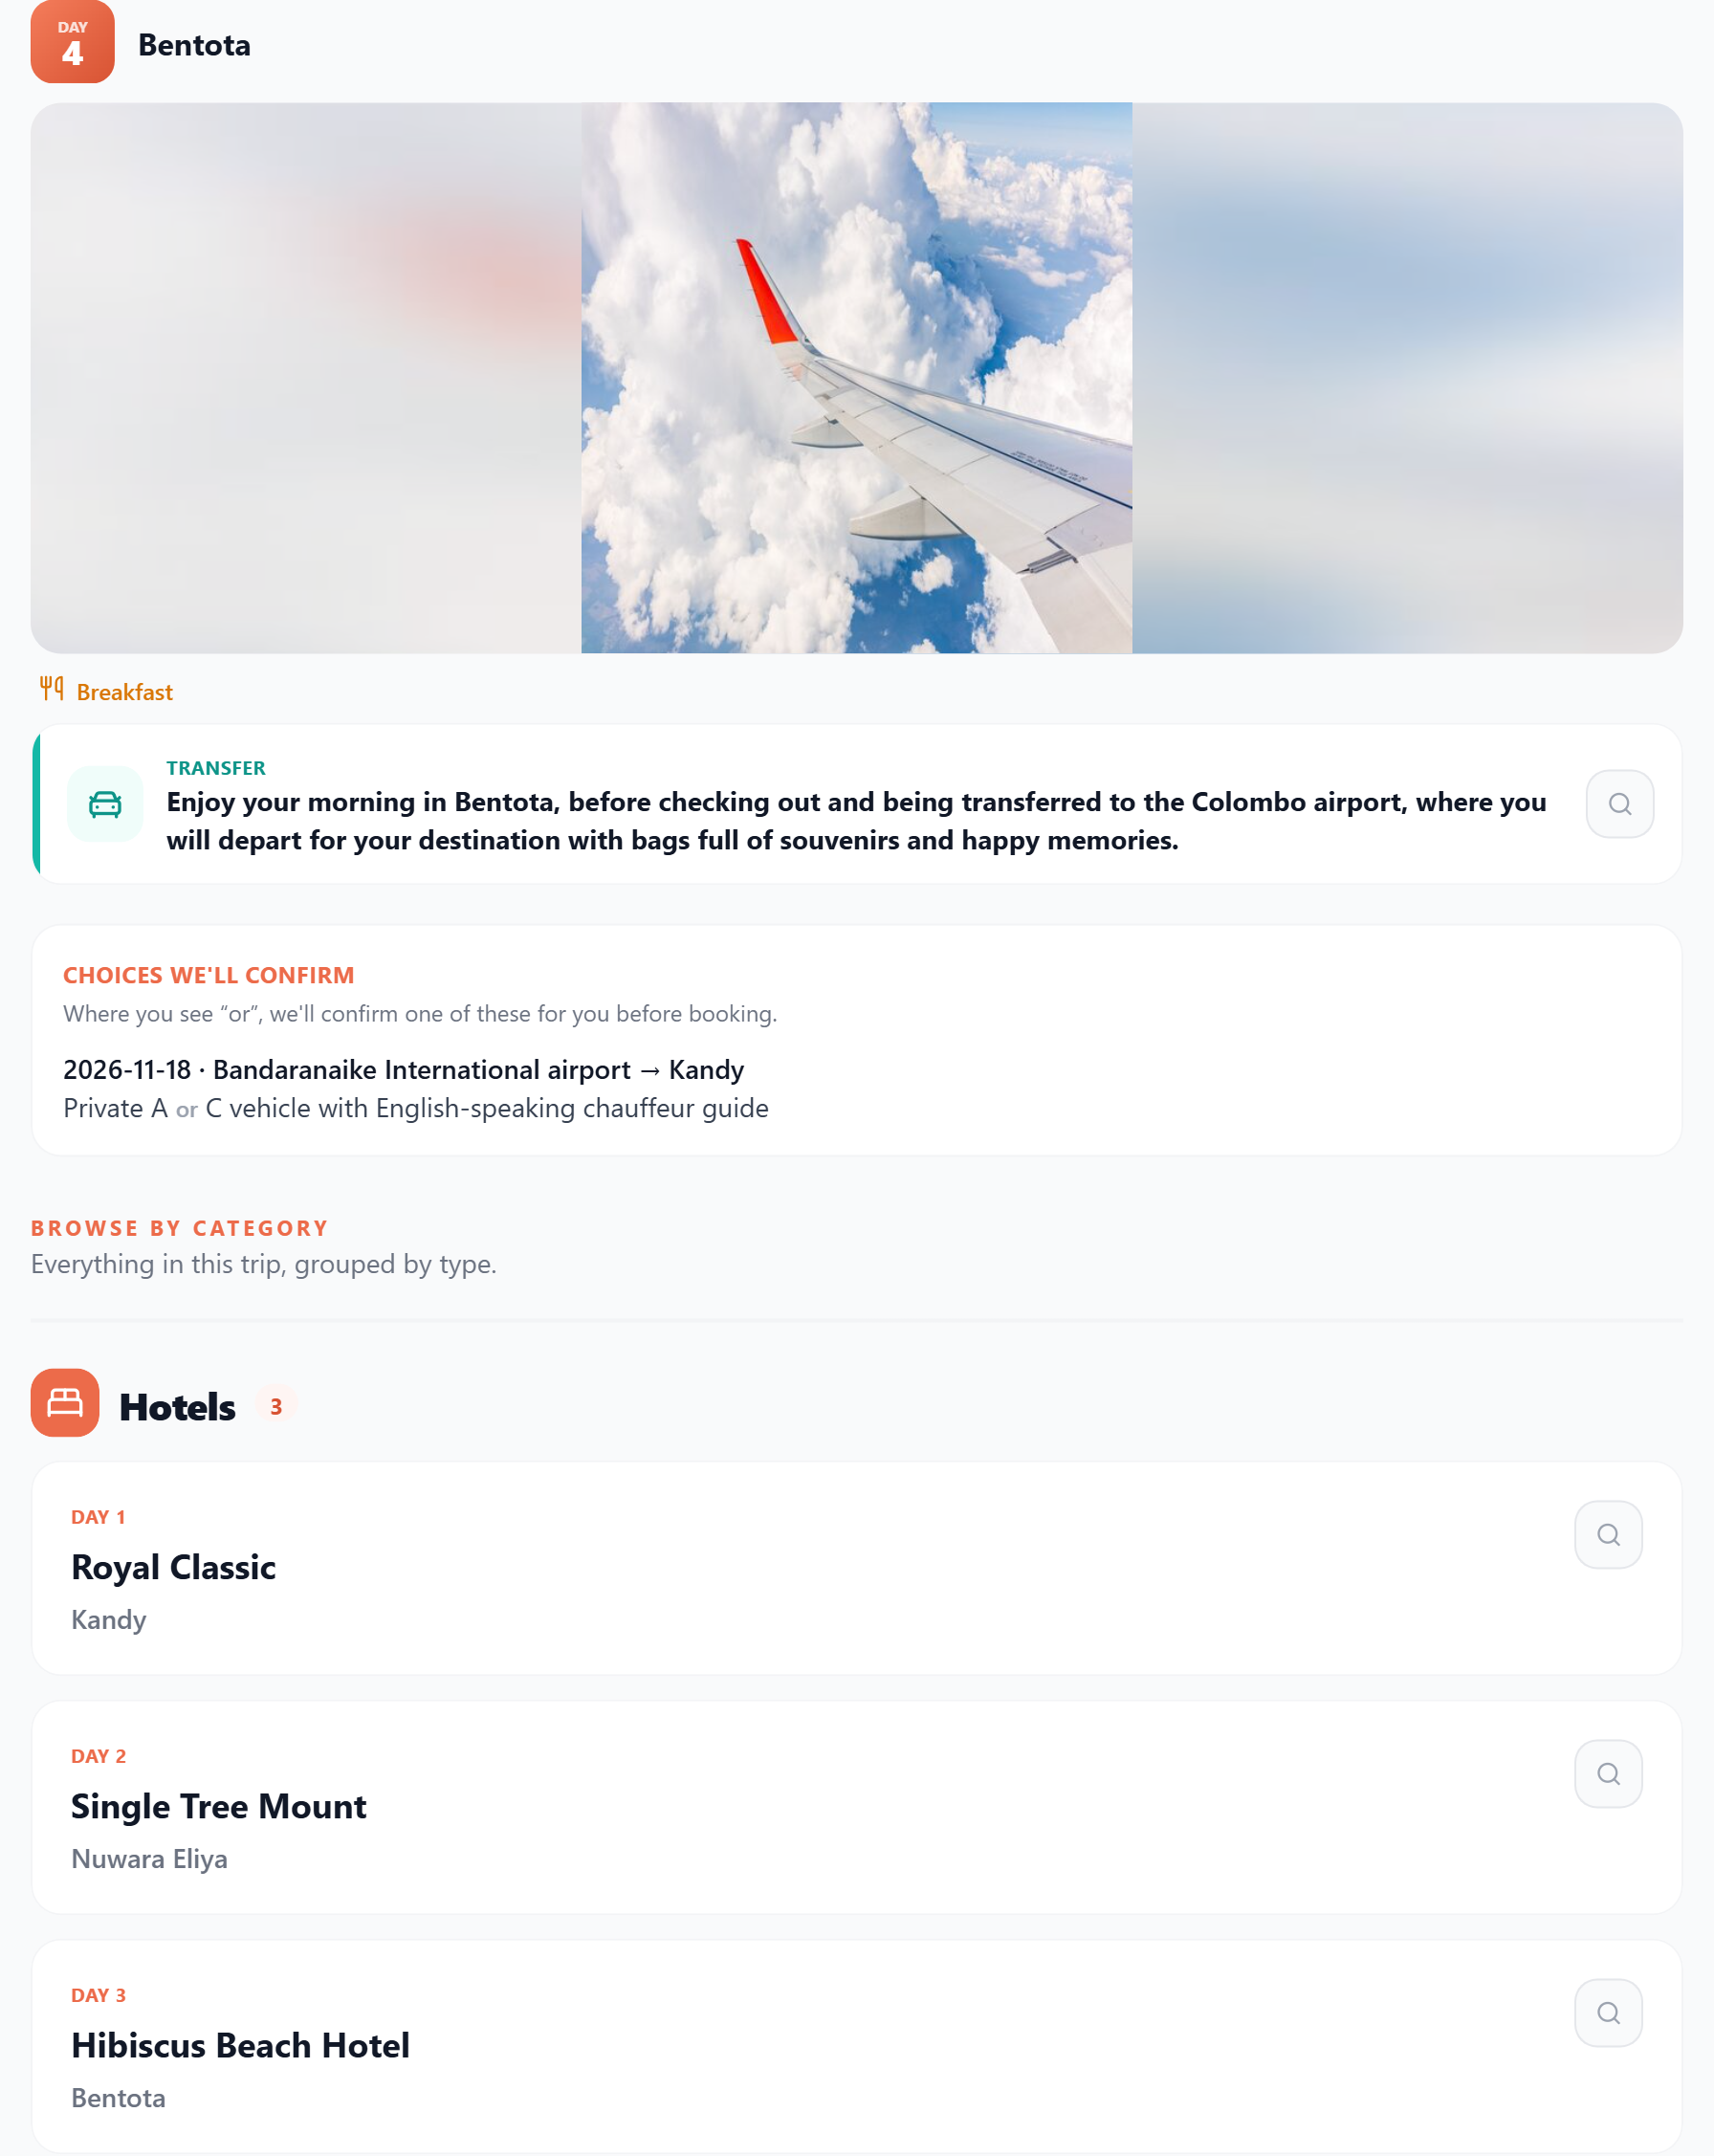 DAY
4
Bentota
Breakfast
TRANSFER
Enjoy your morning in Bentota, before checking out and being transferred to the Colombo airport, where you
will depart for your destination with bags full of souvenirs and happy memories.
CHOICES WE'LL CONFIRM
Where you see “or”, we'll confirm one of these for you before booking.
2026-11-18 · Bandaranaike International airport → Kandy
Private A or C vehicle with English-speaking chauffeur guide
BROWSE BY CATEGORY
Everything in this trip, grouped by type.
Hotels 3
DAY 1
Royal Classic
Kandy
DAY 2
Single Tree Mount
Nuwara Eliya
DAY 3
Hibiscus Beach Hotel
Bentota